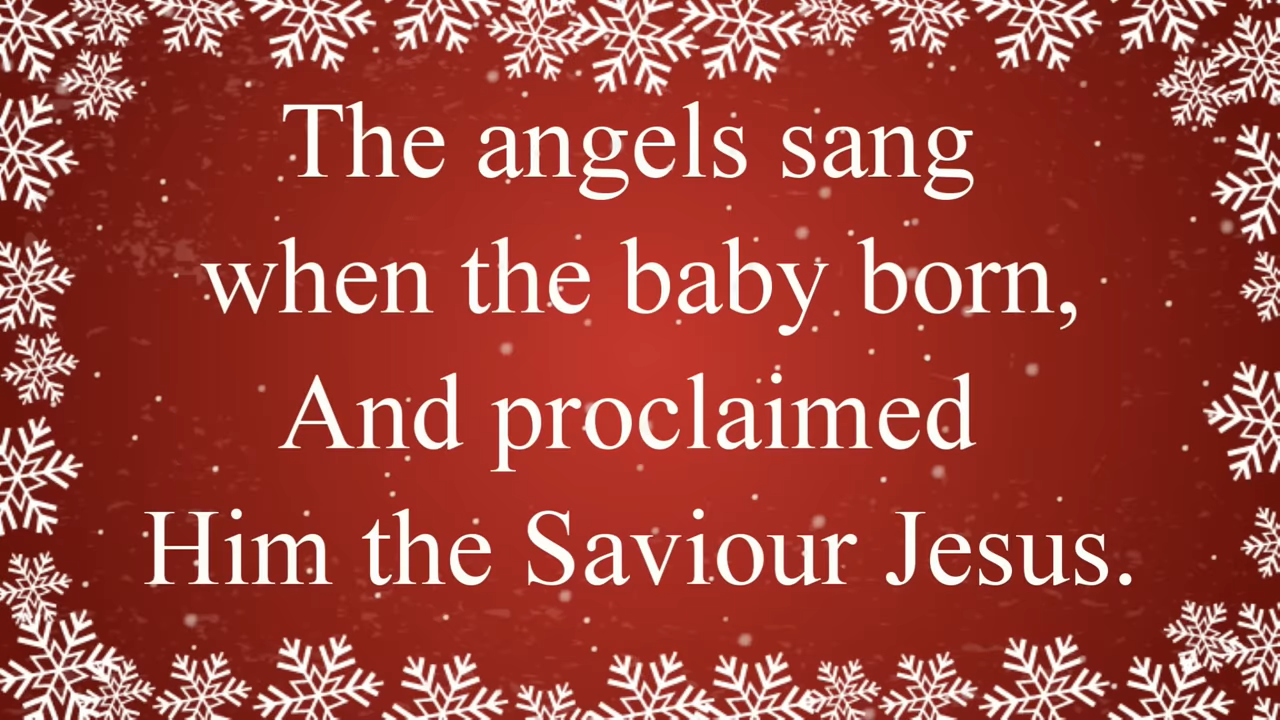 The angels sang
when the baby born,
And proclaimed
Him the Saviour Jesus.